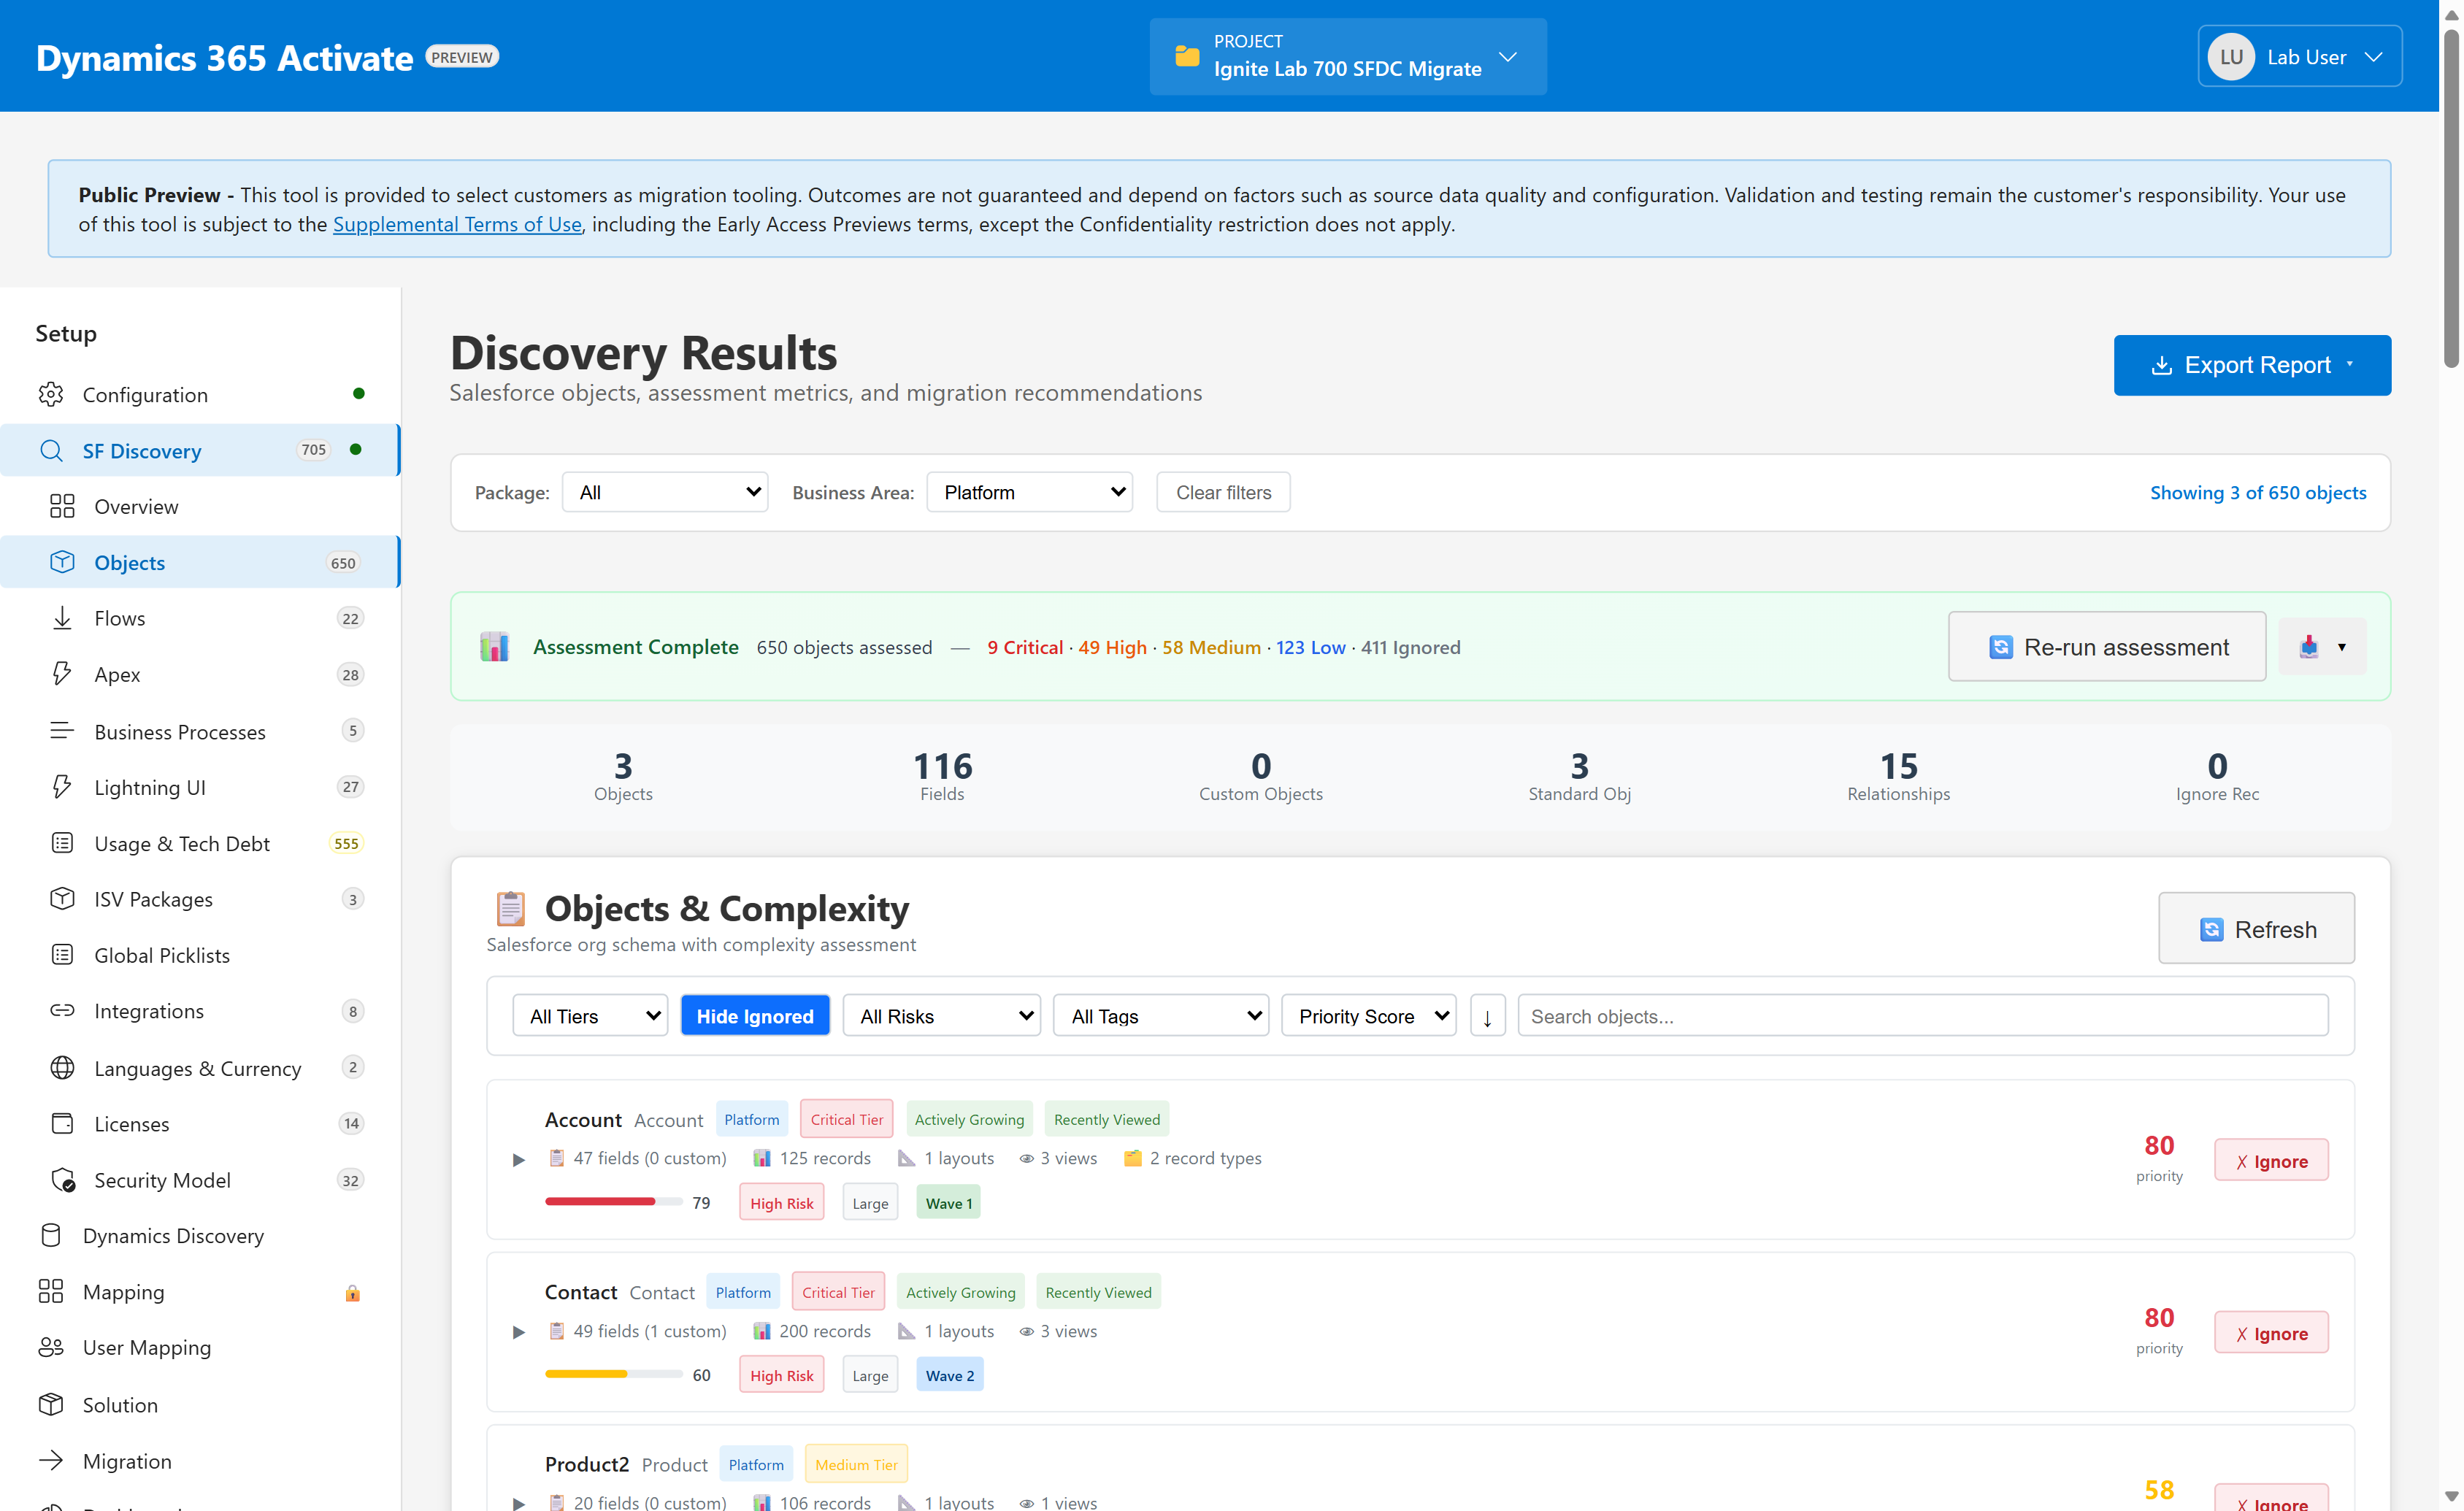 Dynamics 365 Activate PREVIEW
PROJECT
Ignite Lab 700 SFDC Migrate
LU Lab User
Public Preview - This tool is provided to select customers as migration tooling. Outcomes are not guaranteed and depend on factors such as source data quality and configuration. Validation and testing remain the customer's responsibility. Your use
of this tool is subject to the Supplemental Terms of Use, including the Early Access Previews terms, except the Confidentiality restriction does not apply.
Setup
Configuration
SF Discovery 705
Overview
Objects 650
Flows 22
Apex 28
Business Processes 5
Lightning UI 27
Usage & Tech Debt 555
ISV Packages 3
Global Picklists
Integrations 8
Languages & Currency 2
Licenses 14
Security Model 32
Dynamics Discovery
Mapping
User Mapping
Solution
Migration
Discovery Results
Salesforce objects, assessment metrics, and migration recommendations
Export Report
Package: All Business Area: Platform Clear filters Showing 3 of 650 objects
Assessment Complete 650 objects assessed — 9 Critical · 49 High · 58 Medium · 123 Low · 411 Ignored Re-run assessment
3 116 0 3 15 0
Objects Fields Custom Objects Standard Obj Relationships Ignore Rec
Objects & Complexity
Salesforce org schema with complexity assessment
Refresh
All Tiers Hide Ignored All Risks All Tags Priority Score ↓ Search objects...
Account Account Platform Critical Tier Actively Growing Recently Viewed
47 fields (0 custom) 125 records 1 layouts 3 views 2 record types
79 High Risk Large Wave 1
80
priority
✗ Ignore
Contact Contact Platform Critical Tier Actively Growing Recently Viewed
49 fields (1 custom) 200 records 1 layouts 3 views
60 High Risk Large Wave 2
80
priority
✗ Ignore
Product2 Product Platform Medium Tier
20 fields (0 custom) 106 records 1 layouts 1 views
58
✗ Ignore